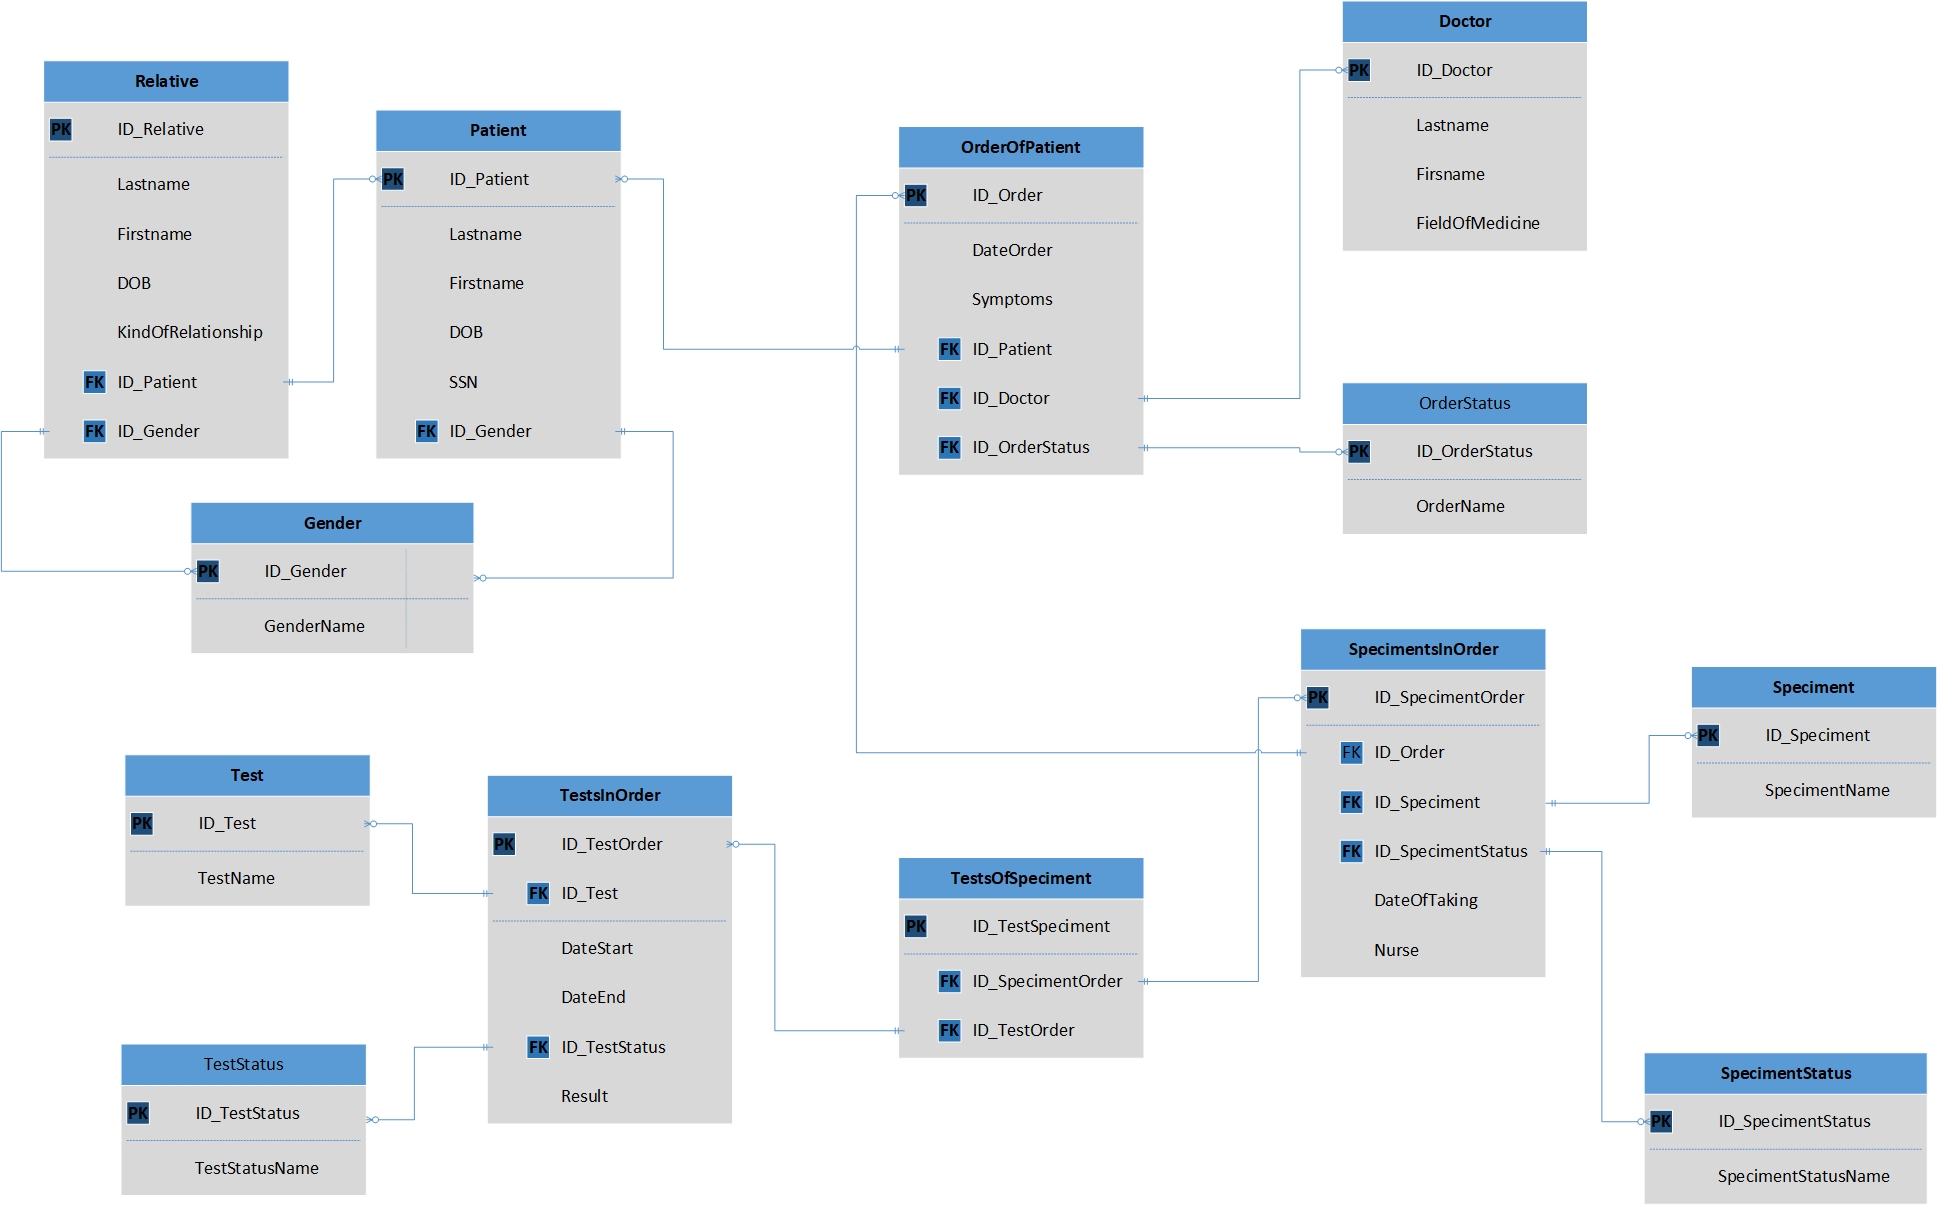 Relative
PK ID_Relative
Lastname
Firstname
DOB
KindOfRelationship
FK ID_Patient
FK ID_Gender
Patient
PK ID_Patient
Lastname
Firstname
DOB
SSN
FK ID_Gender
Gender
PK ID_Gender
GenderName
OrderOfPatient
PK ID_Order
DateOrder
Symptoms
FK ID_Patient
FK ID_Doctor
FK ID_OrderStatus
Doctor
PK ID_Doctor
Lastname
Firsname
FieldOfMedicine
OrderStatus
PK ID_OrderStatus
OrderName
SpecimentsInOrder
PK ID_SpecimentOrder
FK ID_Order
FK ID_Speciment
FK ID_SpecimentStatus
DateOfTaking
Nurse
Speciment
PK ID_Speciment
SpecimentName
Test
PK ID_Test
TestName
TestsInOrder
PK ID_TestOrder
FK ID_Test
DateStart
DateEnd
FK ID_TestStatus
Result
TestsOfSpeciment
PK ID_TestSpeciment
FK ID_SpecimentOrder
FK ID_TestOrder
TestStatus
PK ID_TestStatus
TestStatusName
SpecimentStatus
PK ID_SpecimentStatus
SpecimentStatusName